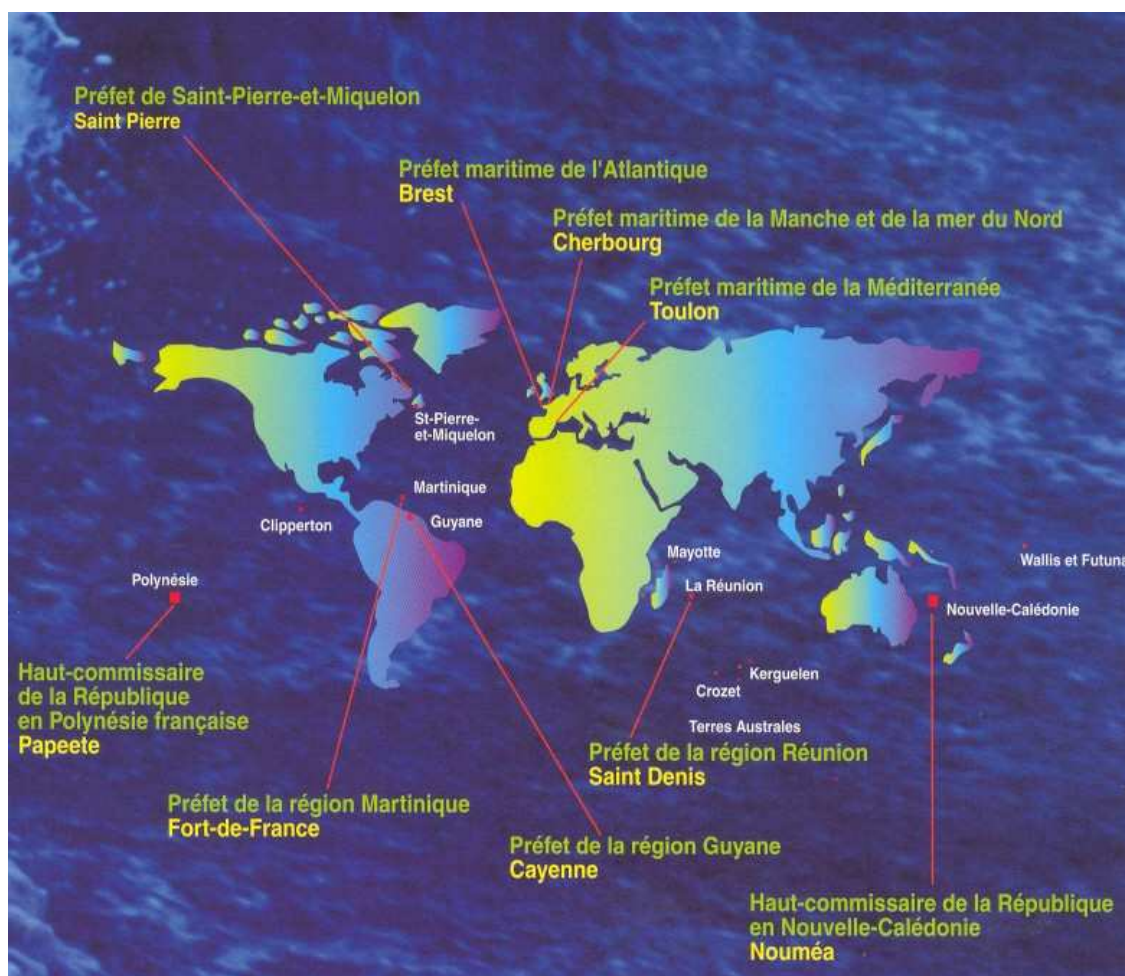 Préfet de Saint-Pierre-et-Miquelon
Saint Pierre
Préfet maritime de l'Atlantique
Brest
Préfet maritime de la Manche et de la mer du Nord
Cherbourg
Préfet maritime de la Méditerranée
Toulon
St-Pierre-
et-Miquelon
Martinique
Guyane
Clipperton
Polynésie
Mayotte
La Réunion
Wallis et Futuna
Nouvelle-Calédonie
Kerguelen
Crozet
Terres Australes
Haut-commissaire
de la République
en Polynésie française
Papeete
Préfet de la région Réunion
Saint Denis
Préfet de la région Martinique
Fort-de-France
Préfet de la région Guyane
Cayenne
Haut-commissaire de la République
en Nouvelle-Calédonie
Nouméa